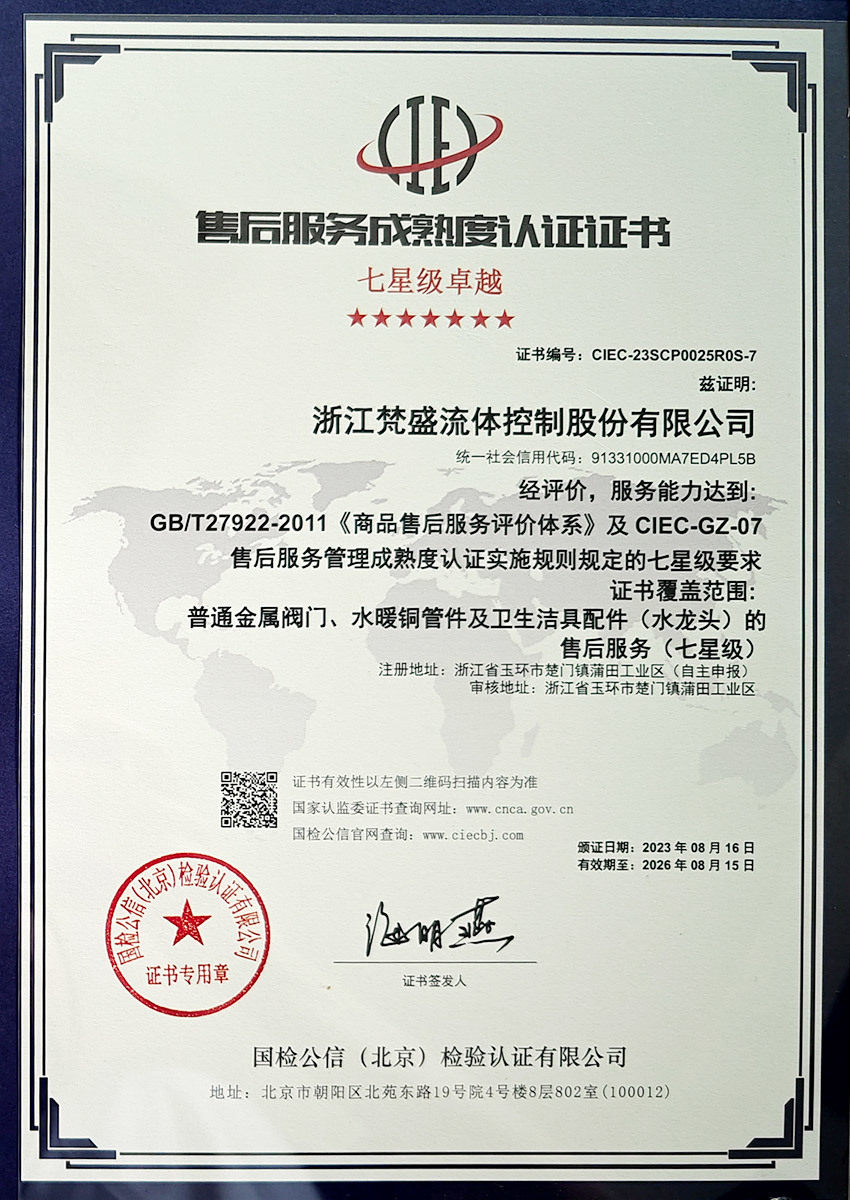 CIEC
售后服务成熟度认证证书
七星级卓越
★★★★★★★
证书编号：CIEC-23SCP0025R0S-7
兹证明：
浙江梵盛流体控制股份有限公司
统一社会信用代码：91331000MA7ED4PL5B
经评价，服务能力达到：
GB/T27922-2011《商品售后服务评价体系》及 CIEC-GZ-07
售后服务管理成熟度认证实施规则规定的七星级要求
证书覆盖范围：
普通金属阀门、水暖铜管件及卫生洁具配件（水龙头）的
售后服务（七星级）
注册地址：浙江省玉环市楚门镇蒲田工业区（自主申报）
审核地址：浙江省玉环市楚门镇蒲田工业区
证书有效性以左侧二维码扫描内容为准
国家认监委证书查询网址：www.cnca.gov.cn
国检公信官网查询：www.ciecbj.com
颁证日期：2023 年 08 月 16 日
有效期至：2026 年 08 月 15 日
国检公信(北京)检验认证有限公司
证书专用章
证书签发人
国检公信（北京）检验认证有限公司
地址：北京市朝阳区北苑东路19号院4号楼8层802室(100012)